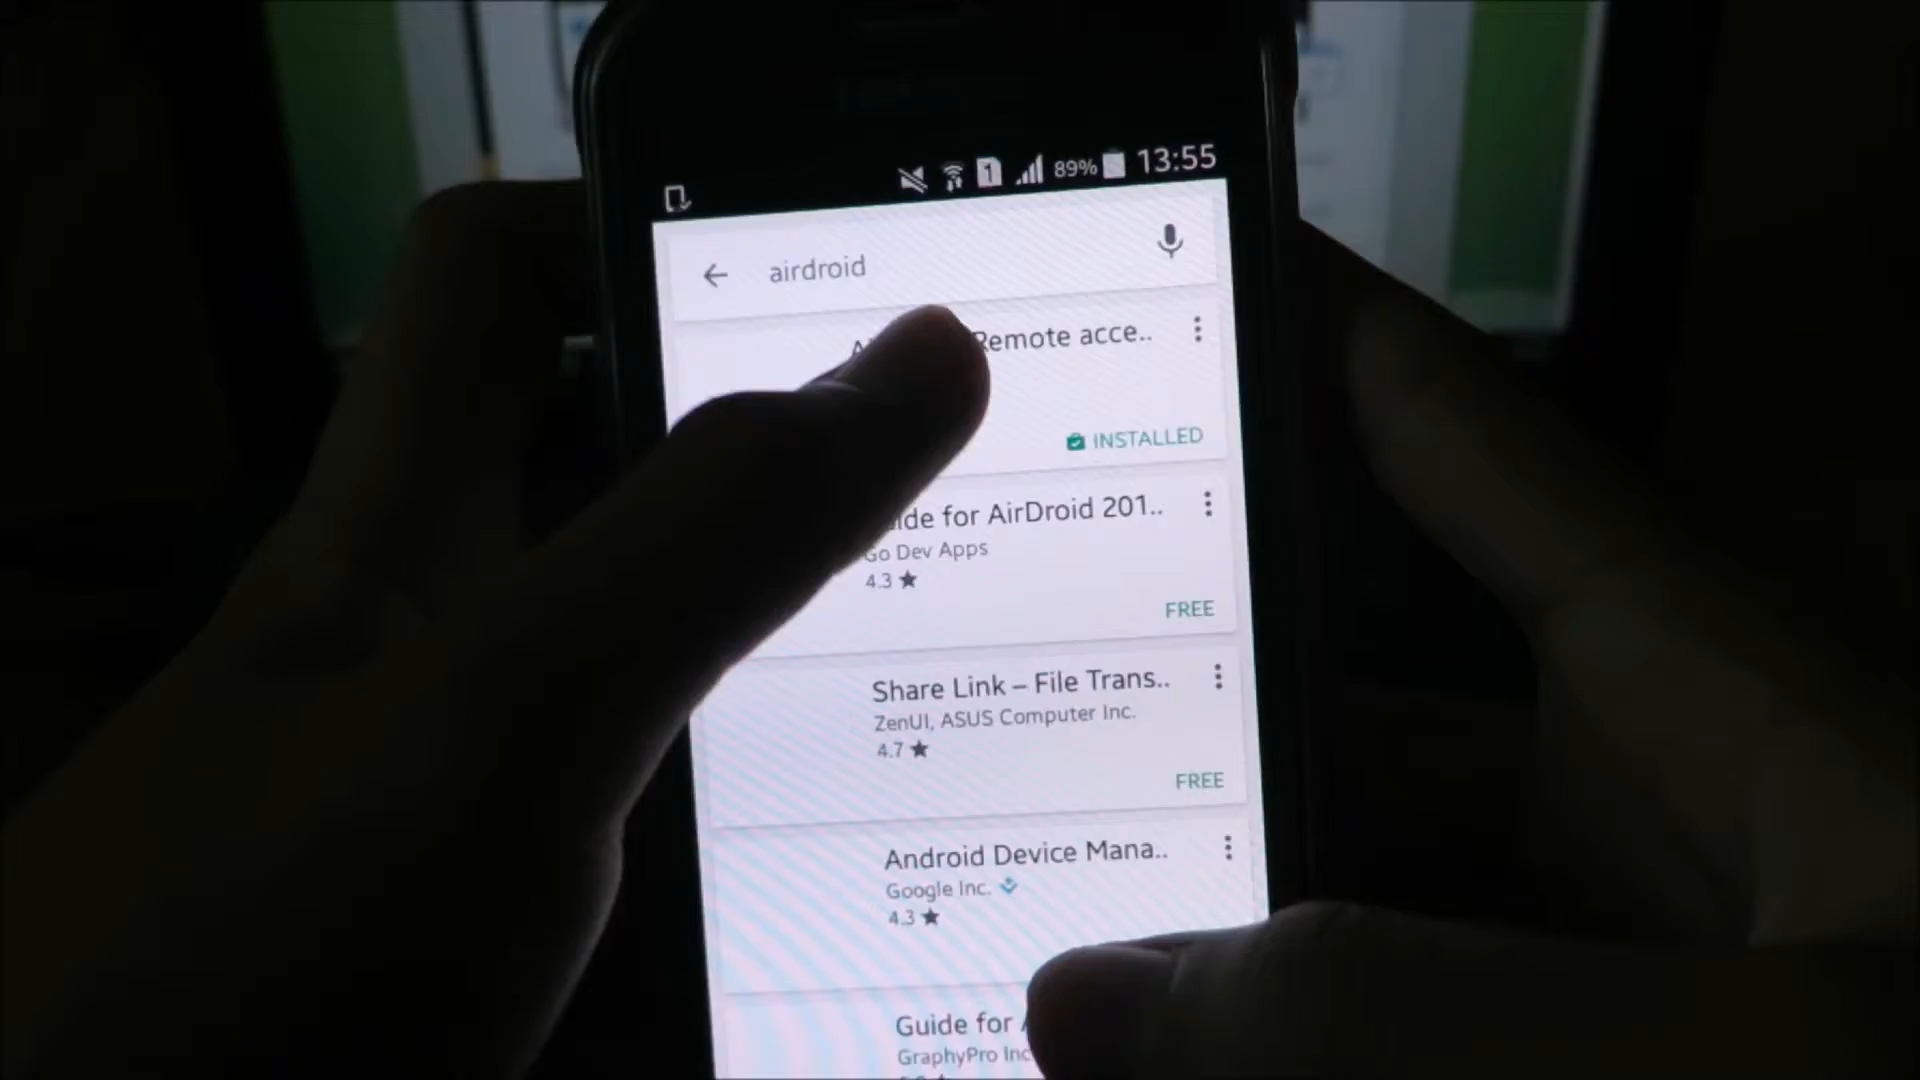 1 89% 13:55
airdroid
Remote acce..
INSTALLED
for AirDroid 201..
Go Dev Apps
4.3 ★
FREE
Share Link – File Trans..
ZenUI, ASUS Computer Inc.
4.7 ★
FREE
Android Device Mana..
Google Inc.
4.3 ★
Guide for
GraphyPro Inc